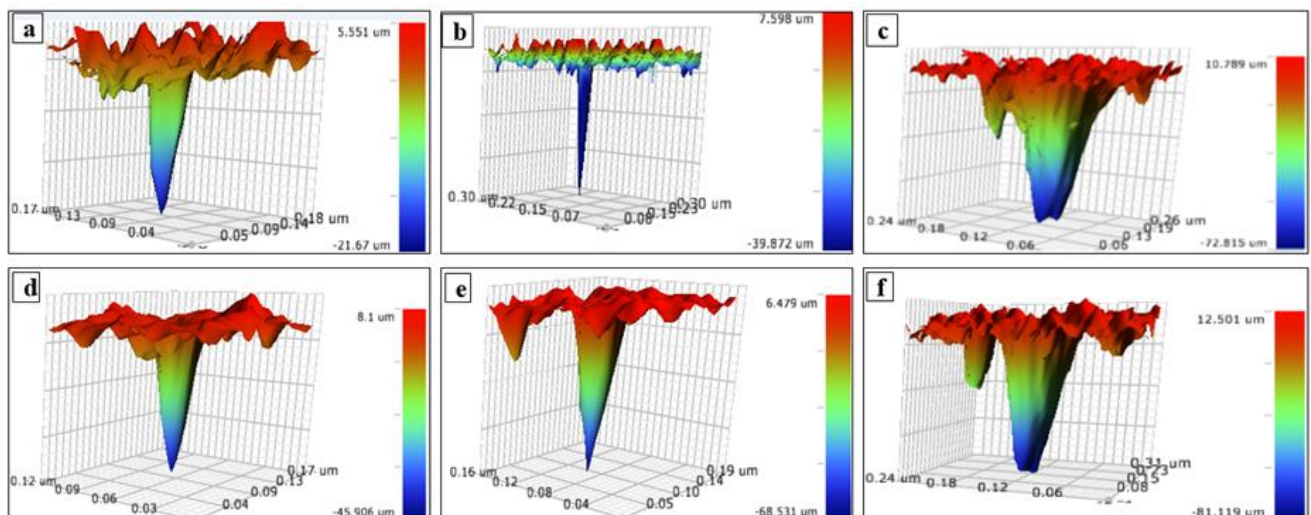 a
5.551 um
-21.67 um
0.17 um
0.13
0.09
0.04
0.05
0.09
0.14
0.18 um
b
7.598 um
-39.872 um
0.30 um
0.22
0.15
0.07
0.08
0.15
0.23
0.30 um
c
10.789 um
-72.815 um
0.24 um
0.18
0.12
0.06
0.06
0.13
0.19
0.26 um
d
8.1 um
-45.906 um
0.12 um
0.09
0.06
0.03
0.04
0.09
0.13
0.17 um
e
6.479 um
-68.531 um
0.16 um
0.12
0.08
0.04
0.05
0.10
0.14
0.19 um
f
12.501 um
-81.119 um
0.24 um
0.18
0.12
0.06
0.08
0.15
0.23
0.31 um